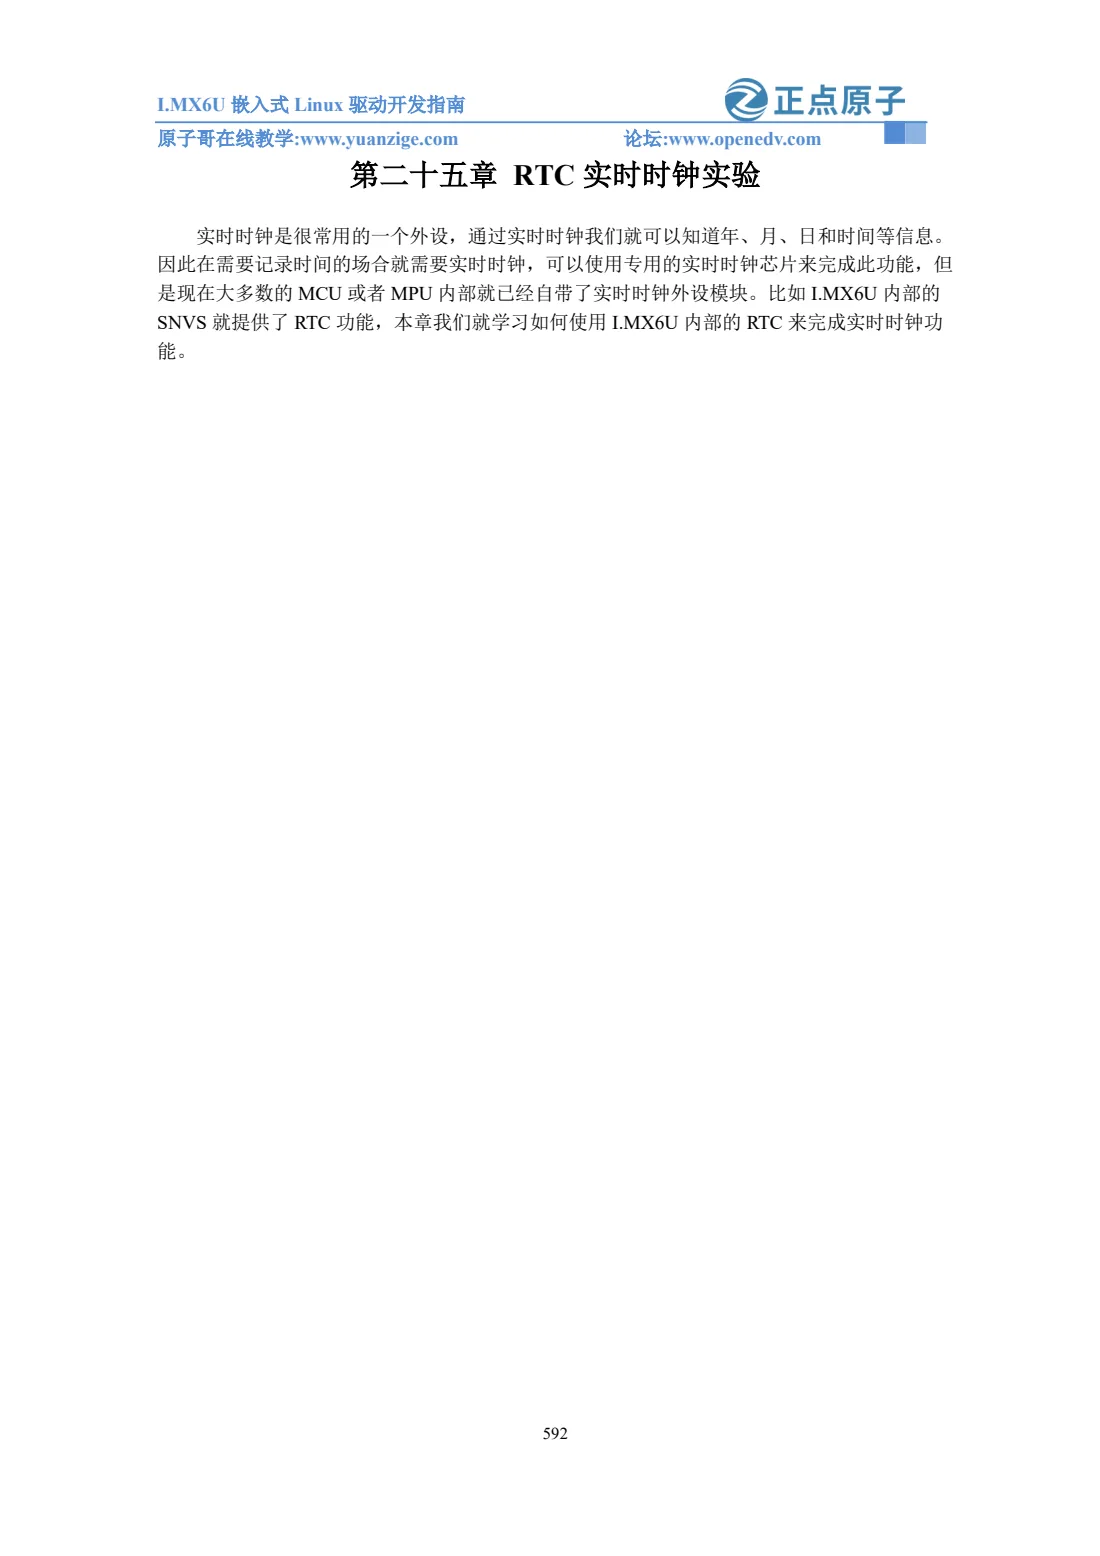 I.MX6U 嵌入式 Linux 驱动开发指南
正点原子
原子哥在线教学:www.yuanzige.com 论坛:www.openedv.com
第二十五章 RTC 实时时钟实验
实时时钟是很常用的一个外设，通过实时时钟我们就可以知道年、月、日和时间等信息。
因此在需要记录时间的场合就需要实时时钟，可以使用专用的实时时钟芯片来完成此功能，但
是现在大多数的 MCU 或者 MPU 内部就已经自带了实时时钟外设模块。比如 I.MX6U 内部的
SNVS 就提供了 RTC 功能，本章我们就学习如何使用 I.MX6U 内部的 RTC 来完成实时时钟功
能。
592